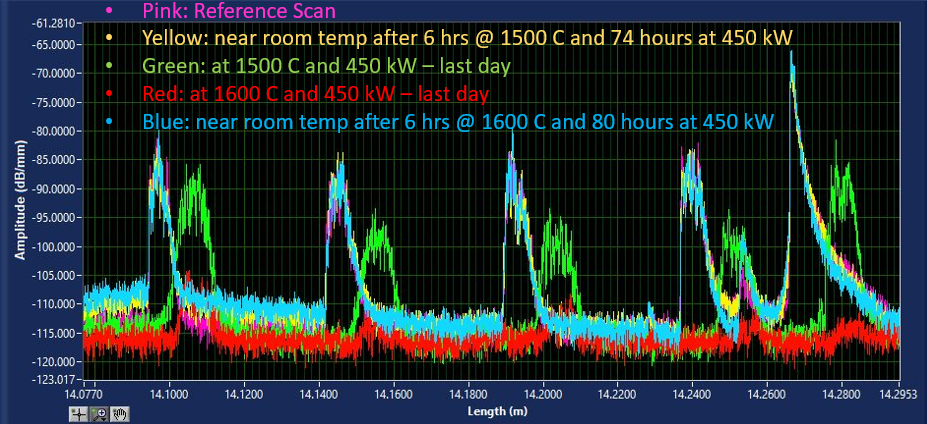 • Pink: Reference Scan
• Yellow: near room temp after 6 hrs @ 1500 C and 74 hours at 450 kW
• Green: at 1500 C and 450 kW – last day
• Red: at 1600 C and 450 kW – last day
• Blue: near room temp after 6 hrs @ 1600 C and 80 hours at 450 kW
Amplitude (dB/mm)
-61.2810
-65.0000
-70.0000
-75.0000
-80.0000
-85.0000
-90.0000
-95.0000
-100.000
-105.000
-110.000
-115.000
-120.000
-123.017
14.0770 14.1000 14.1200 14.1400 14.1600 14.1800 14.2000 14.2200 14.2400 14.2600 14.2800 14.2953
Length (m)